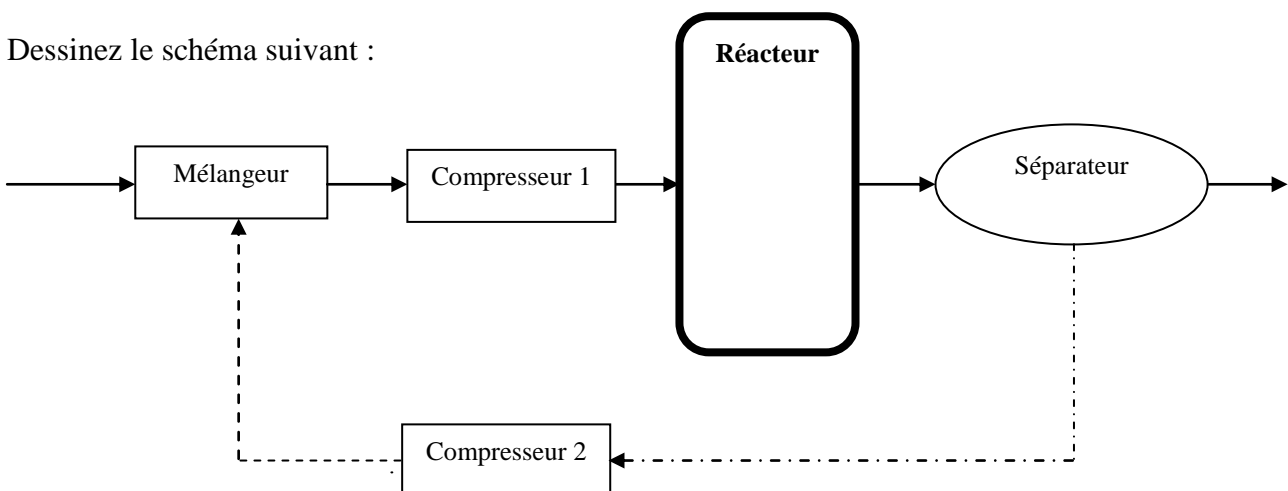 Dessinez le schéma suivant :
Réacteur
Mélangeur
Compresseur 1
Séparateur
Compresseur 2